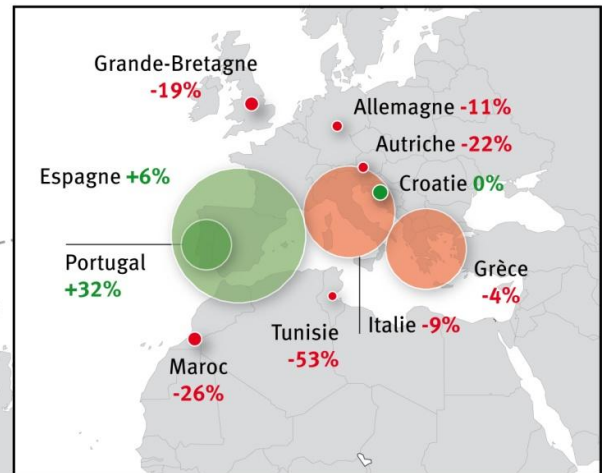 Grande-Bretagne
-19%
Allemagne -11%
Autriche -22%
Espagne +6%
Croatie 0%
Portugal
+32%
Grèce
-4%
Tunisie
-53%
Italie -9%
Maroc
-26%